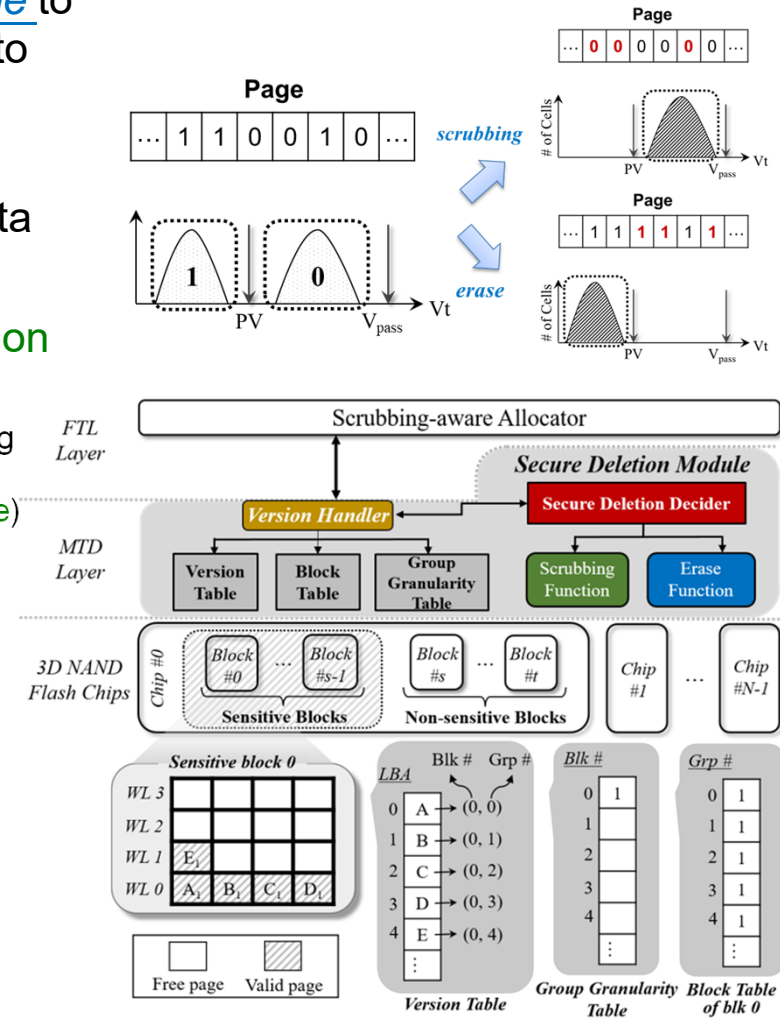 to
to
ta
on
g
e)
Page
... 1 1 0 0 1 0 ...
1
0
PV
Vpass
Vt
scrubbing
erase
Page
... 0 0 0 0 0 0 ...
# of Cells
PV
Vpass
Vt
Page
... 1 1 1 1 1 1 ...
# of Cells
PV
Vpass
Vt
FTL
Layer
Scrubbing-aware Allocator
Secure Deletion Module
Version Handler
Secure Deletion Decider
MTD
Layer
Version
Table
Block
Table
Group
Granularity
Table
Scrubbing
Function
Erase
Function
3D NAND
Flash Chips
Chip #0
Block
#0
...
Block
#s-1
Sensitive Blocks
Block
#s
...
Block
#t
Non-sensitive Blocks
Chip
#1
...
Chip
#N-1
Sensitive block 0
WL 3
WL 2
WL 1 E1
WL 0 A1 B1 C1 D1
Free page
Valid page
Blk # Grp #
LBA
0 A (0, 0)
1 B (0, 1)
2 C (0, 2)
3 D (0, 3)
4 E (0, 4)
⋮
Version Table
Blk #
0 1
1
2
3
4
⋮
Group Granularity
Table
Grp #
0 1
1 1
2 1
3 1
4 1
⋮
Block Table
of blk 0